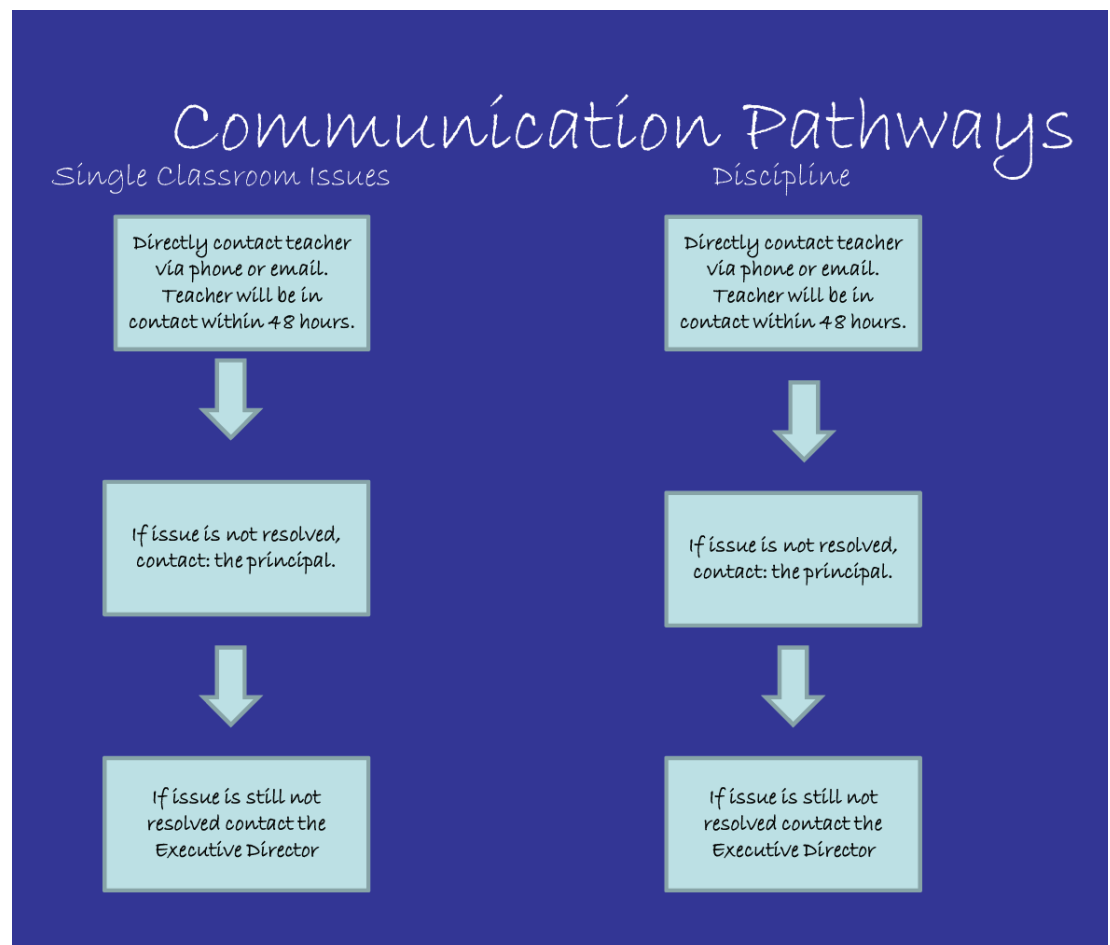 Communication Pathways
Single Classroom Issues
Directly contact teacher
via phone or email.
Teacher will be in
contact within 48 hours.
If issue is not resolved,
contact: the principal.
If issue is still not
resolved contact the
Executive Director
Discipline
Directly contact teacher
via phone or email.
Teacher will be in
contact within 48 hours.
If issue is not resolved,
contact: the principal.
If issue is still not
resolved contact the
Executive Director